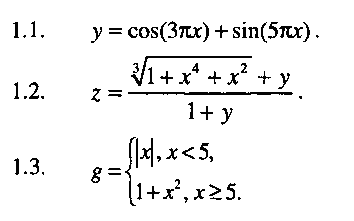 1.1. y = cos(3πx) + sin(5πx).
1.2. z = (∛(1 + x⁴ + x²) + y) / (1 + y).
1.3. g = { |x|, x < 5,
1 + x², x ≥ 5.